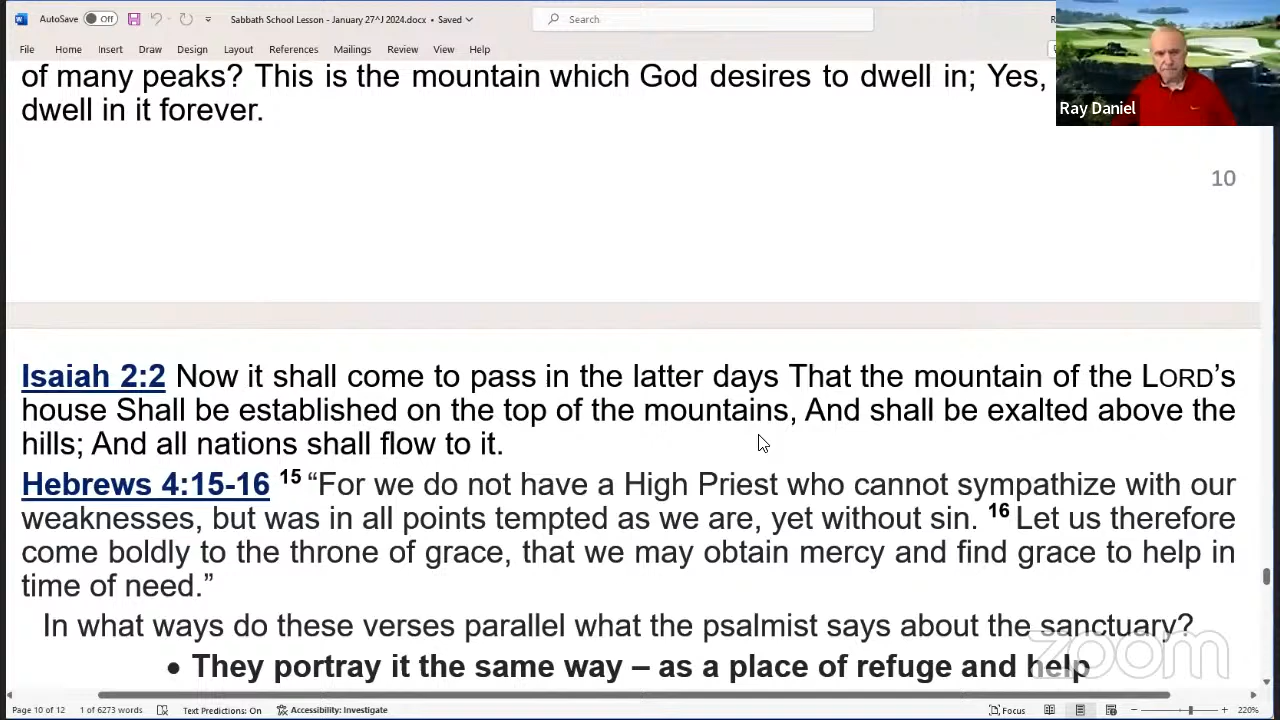 AutoSave Off Sabbath School Lesson - January 27^J 2024.docx • Saved Search
File Home Insert Draw Design Layout References Mailings Review View Help
of many peaks? This is the mountain which God desires to dwell in; Yes,
dwell in it forever.
Ray Daniel
10
Isaiah 2:2 Now it shall come to pass in the latter days That the mountain of the LORD’s
house Shall be established on the top of the mountains, And shall be exalted above the
hills; And all nations shall flow to it.
Hebrews 4:15-16 15 “For we do not have a High Priest who cannot sympathize with our
weaknesses, but was in all points tempted as we are, yet without sin. 16 Let us therefore
come boldly to the throne of grace, that we may obtain mercy and find grace to help in
time of need.”
In what ways do these verses parallel what the psalmist says about the sanctuary?
• They portray it the same way – as a place of refuge and help
zoom
Page 10 of 12 1 of 6273 words Text Predictions: On Accessibility: Investigate Focus 220%